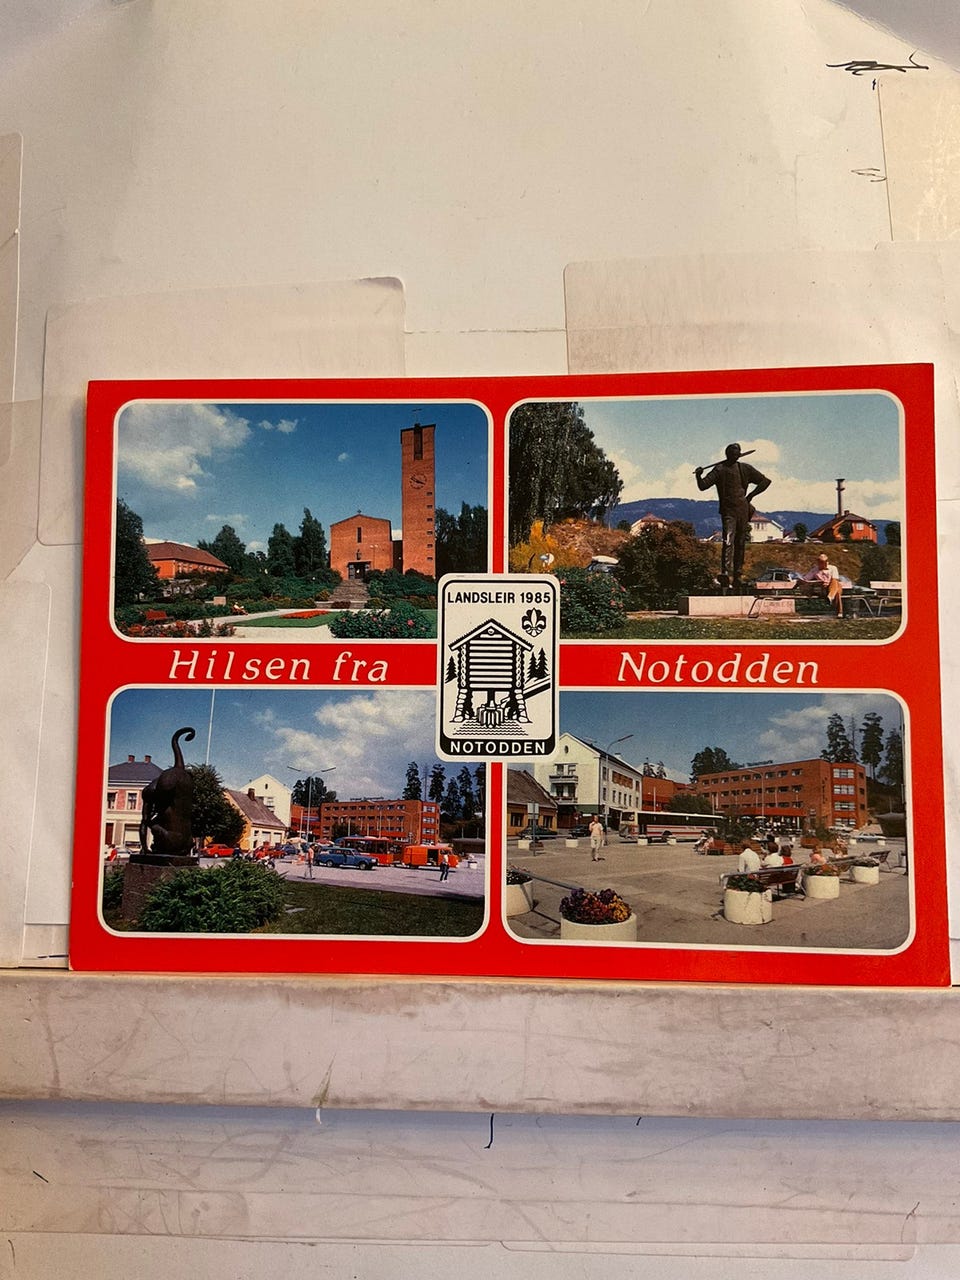 LANDSLEIR 1985
Hilsen fra
Notodden
NOTODDEN